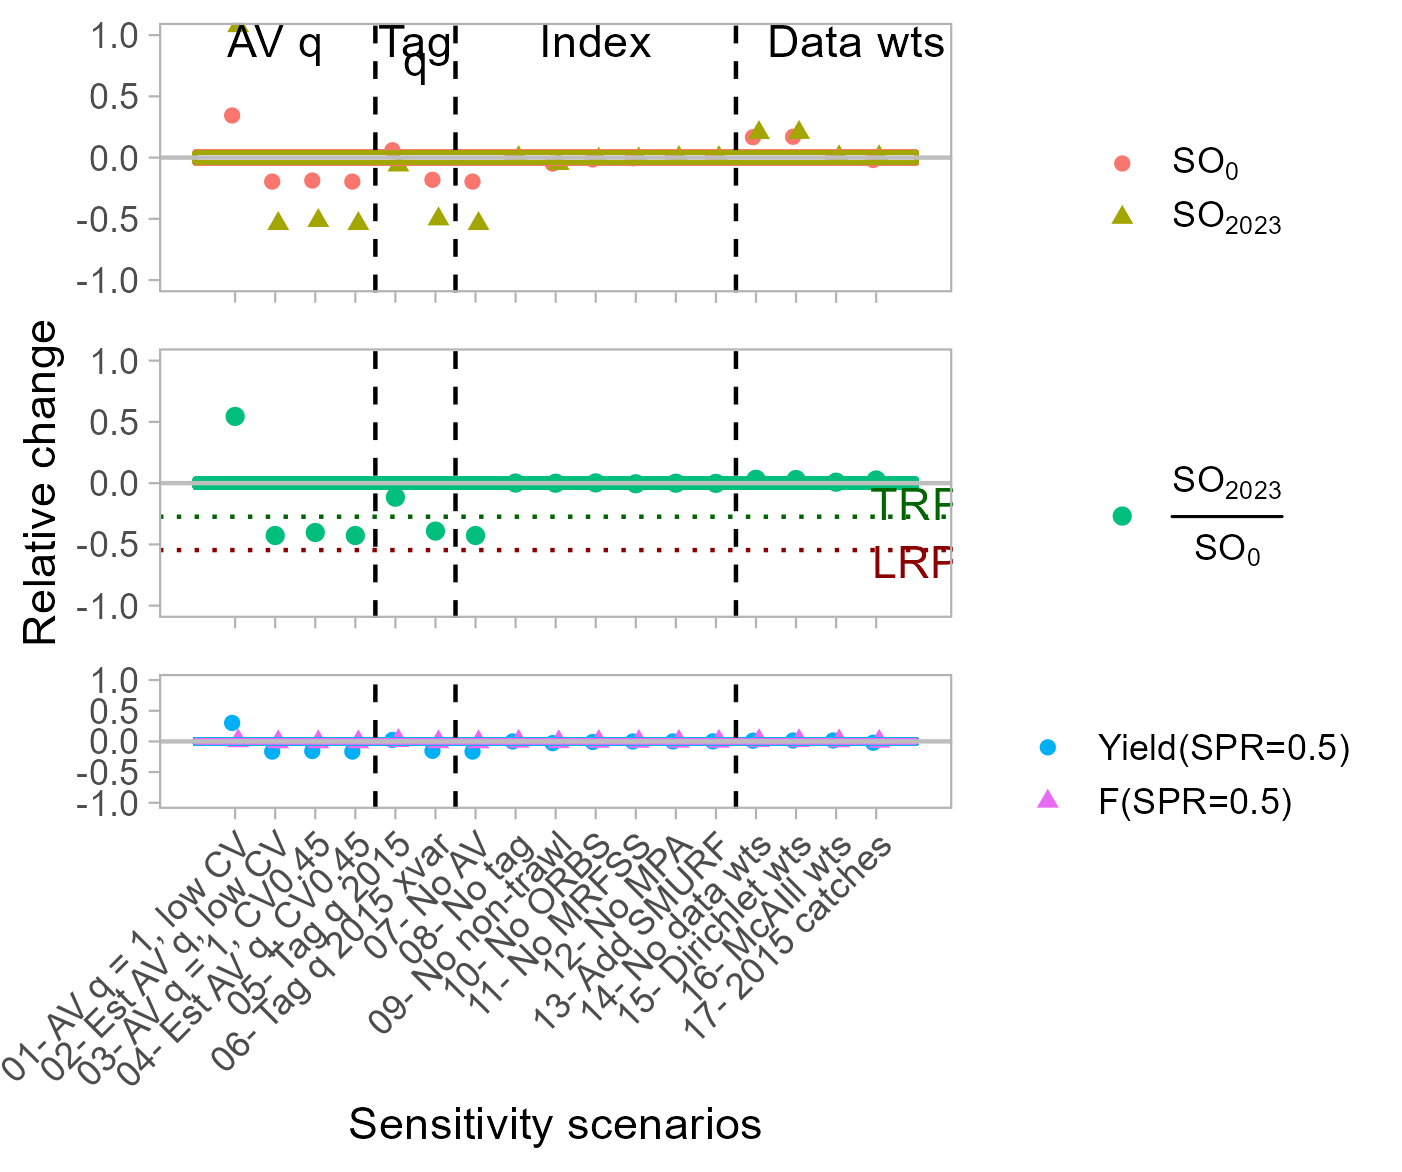 Relative change
1.0
0.5
0.0
-0.5
-1.0
AV q
Tag
q
Index
Data wts
SO0
SO2023
1.0
0.5
0.0
-0.5
-1.0
TRP
LRP
SO2023
SO0
1.0
0.5
0.0
-0.5
-1.0
Yield(SPR=0.5)
F(SPR=0.5)
01- AV q = 1, low CV
02- Est AV q, low CV
03- AV q = 1, CV0.45
04- Est AV q, CV0.45
05- Tag q 2015
06- Tag q 2015 xvar
07- No AV
08- No tag
09- No non-trawl
10- No ORBS
11- No MRFSS
12- No MPA
13- Add SMURF
14- No data wts
15- Dirichlet wts
16- McAlll wts
17- 2015 catches
Sensitivity scenarios